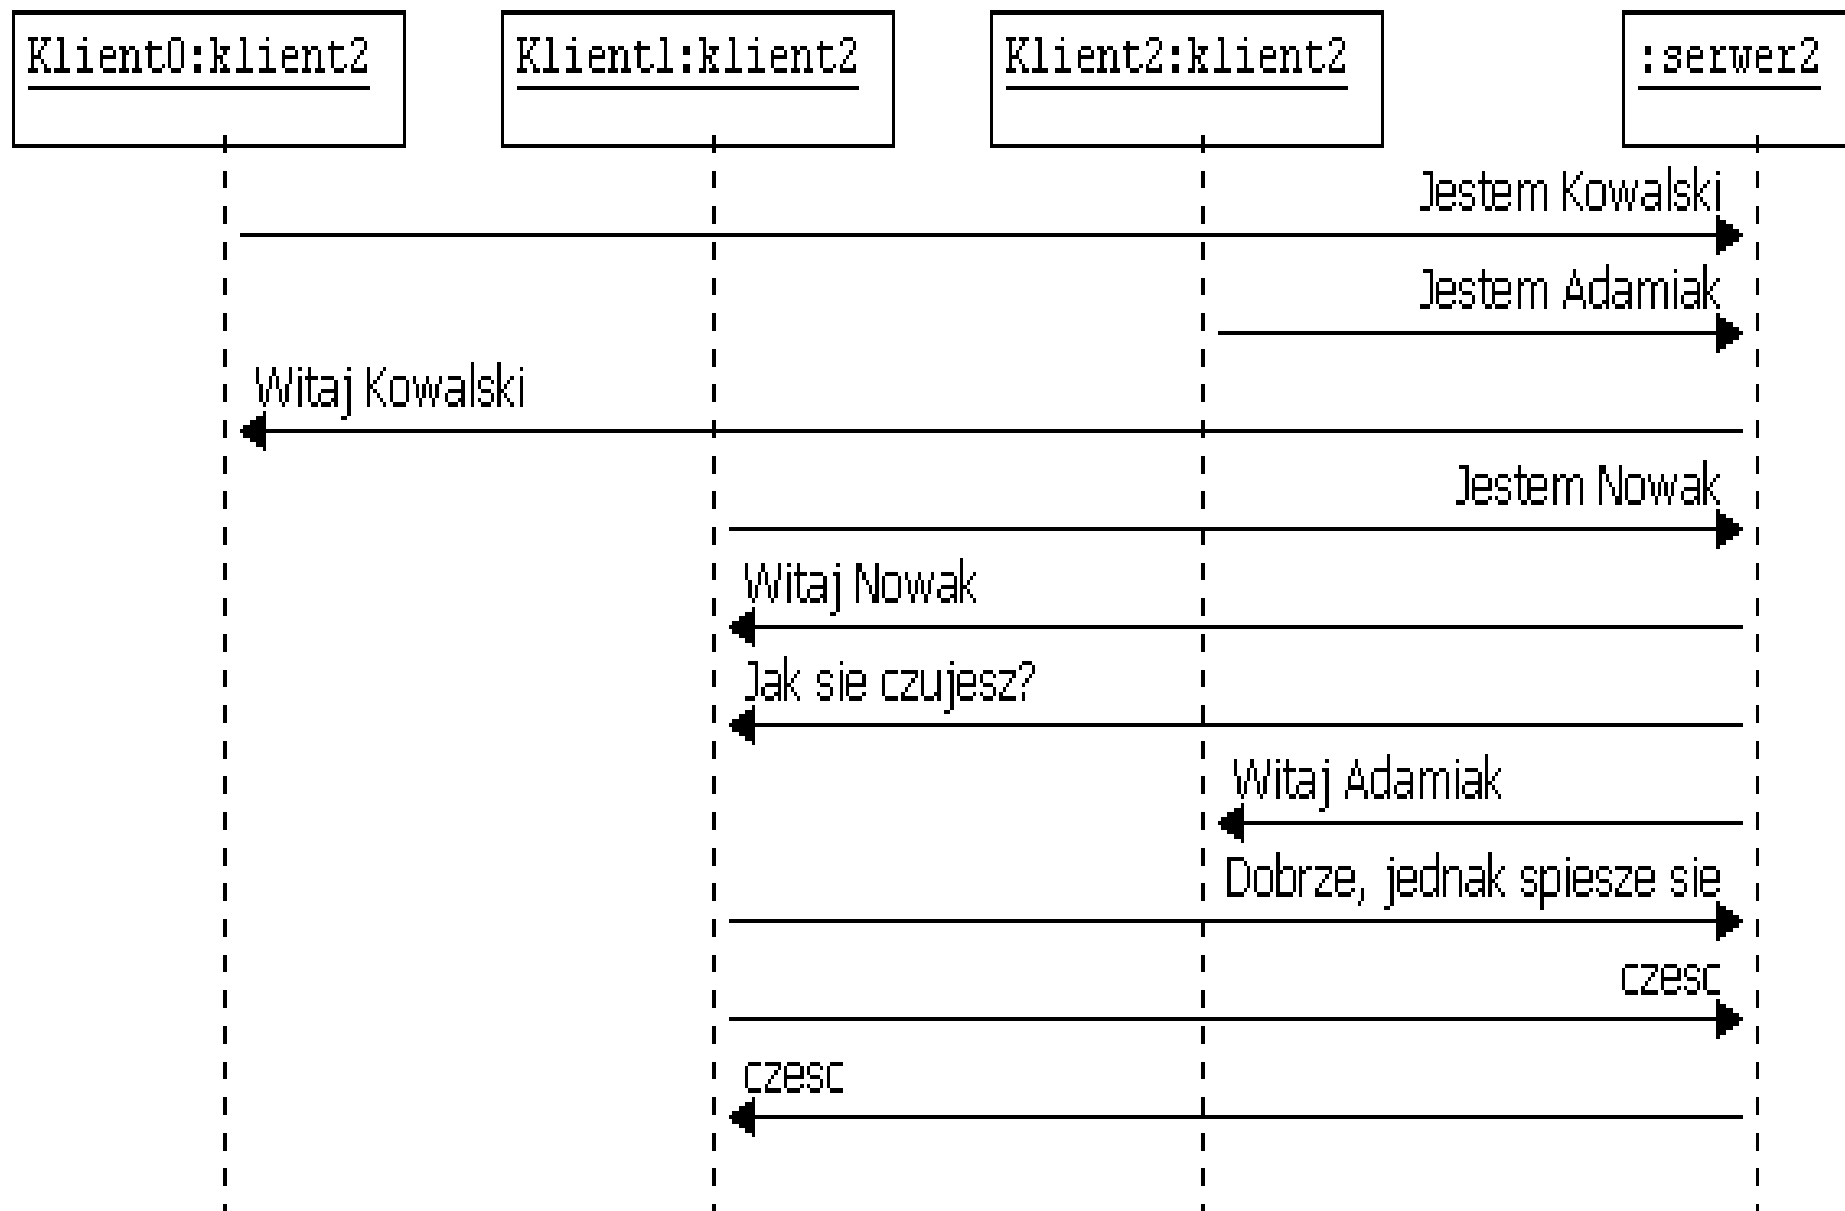 Klient0:klient2
Klient1:klient2
Klient2:klient2
:serwer2
Jestem Kowalski
Jestem Adamiak
Witaj Kowalski
Jestem Nowak
Witaj Nowak
Jak sie czujesz?
Witaj Adamiak
Dobrze, jednak spiesze sie
czesc
czesc